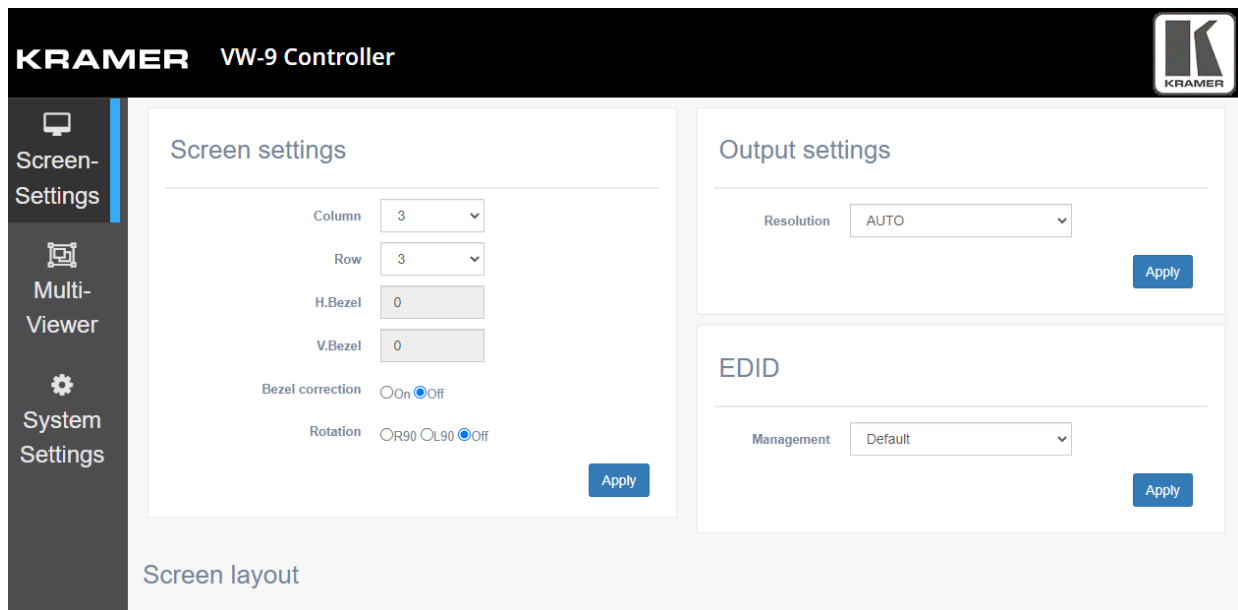 KRAMER VW-9 Controller
KRAMER
Screen-
Settings
Multi-
Viewer
System
Settings
Screen settings
Column 3
Row 3
H.Bezel 0
V.Bezel 0
Bezel correction On Off
Rotation R90 L90 Off
Apply
Output settings
Resolution AUTO
Apply
EDID
Management Default
Apply
Screen layout